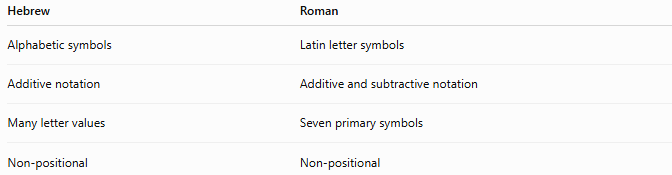 Hebrew Roman
Alphabetic symbols Latin letter symbols
Additive notation Additive and subtractive notation
Many letter values Seven primary symbols
Non-positional Non-positional